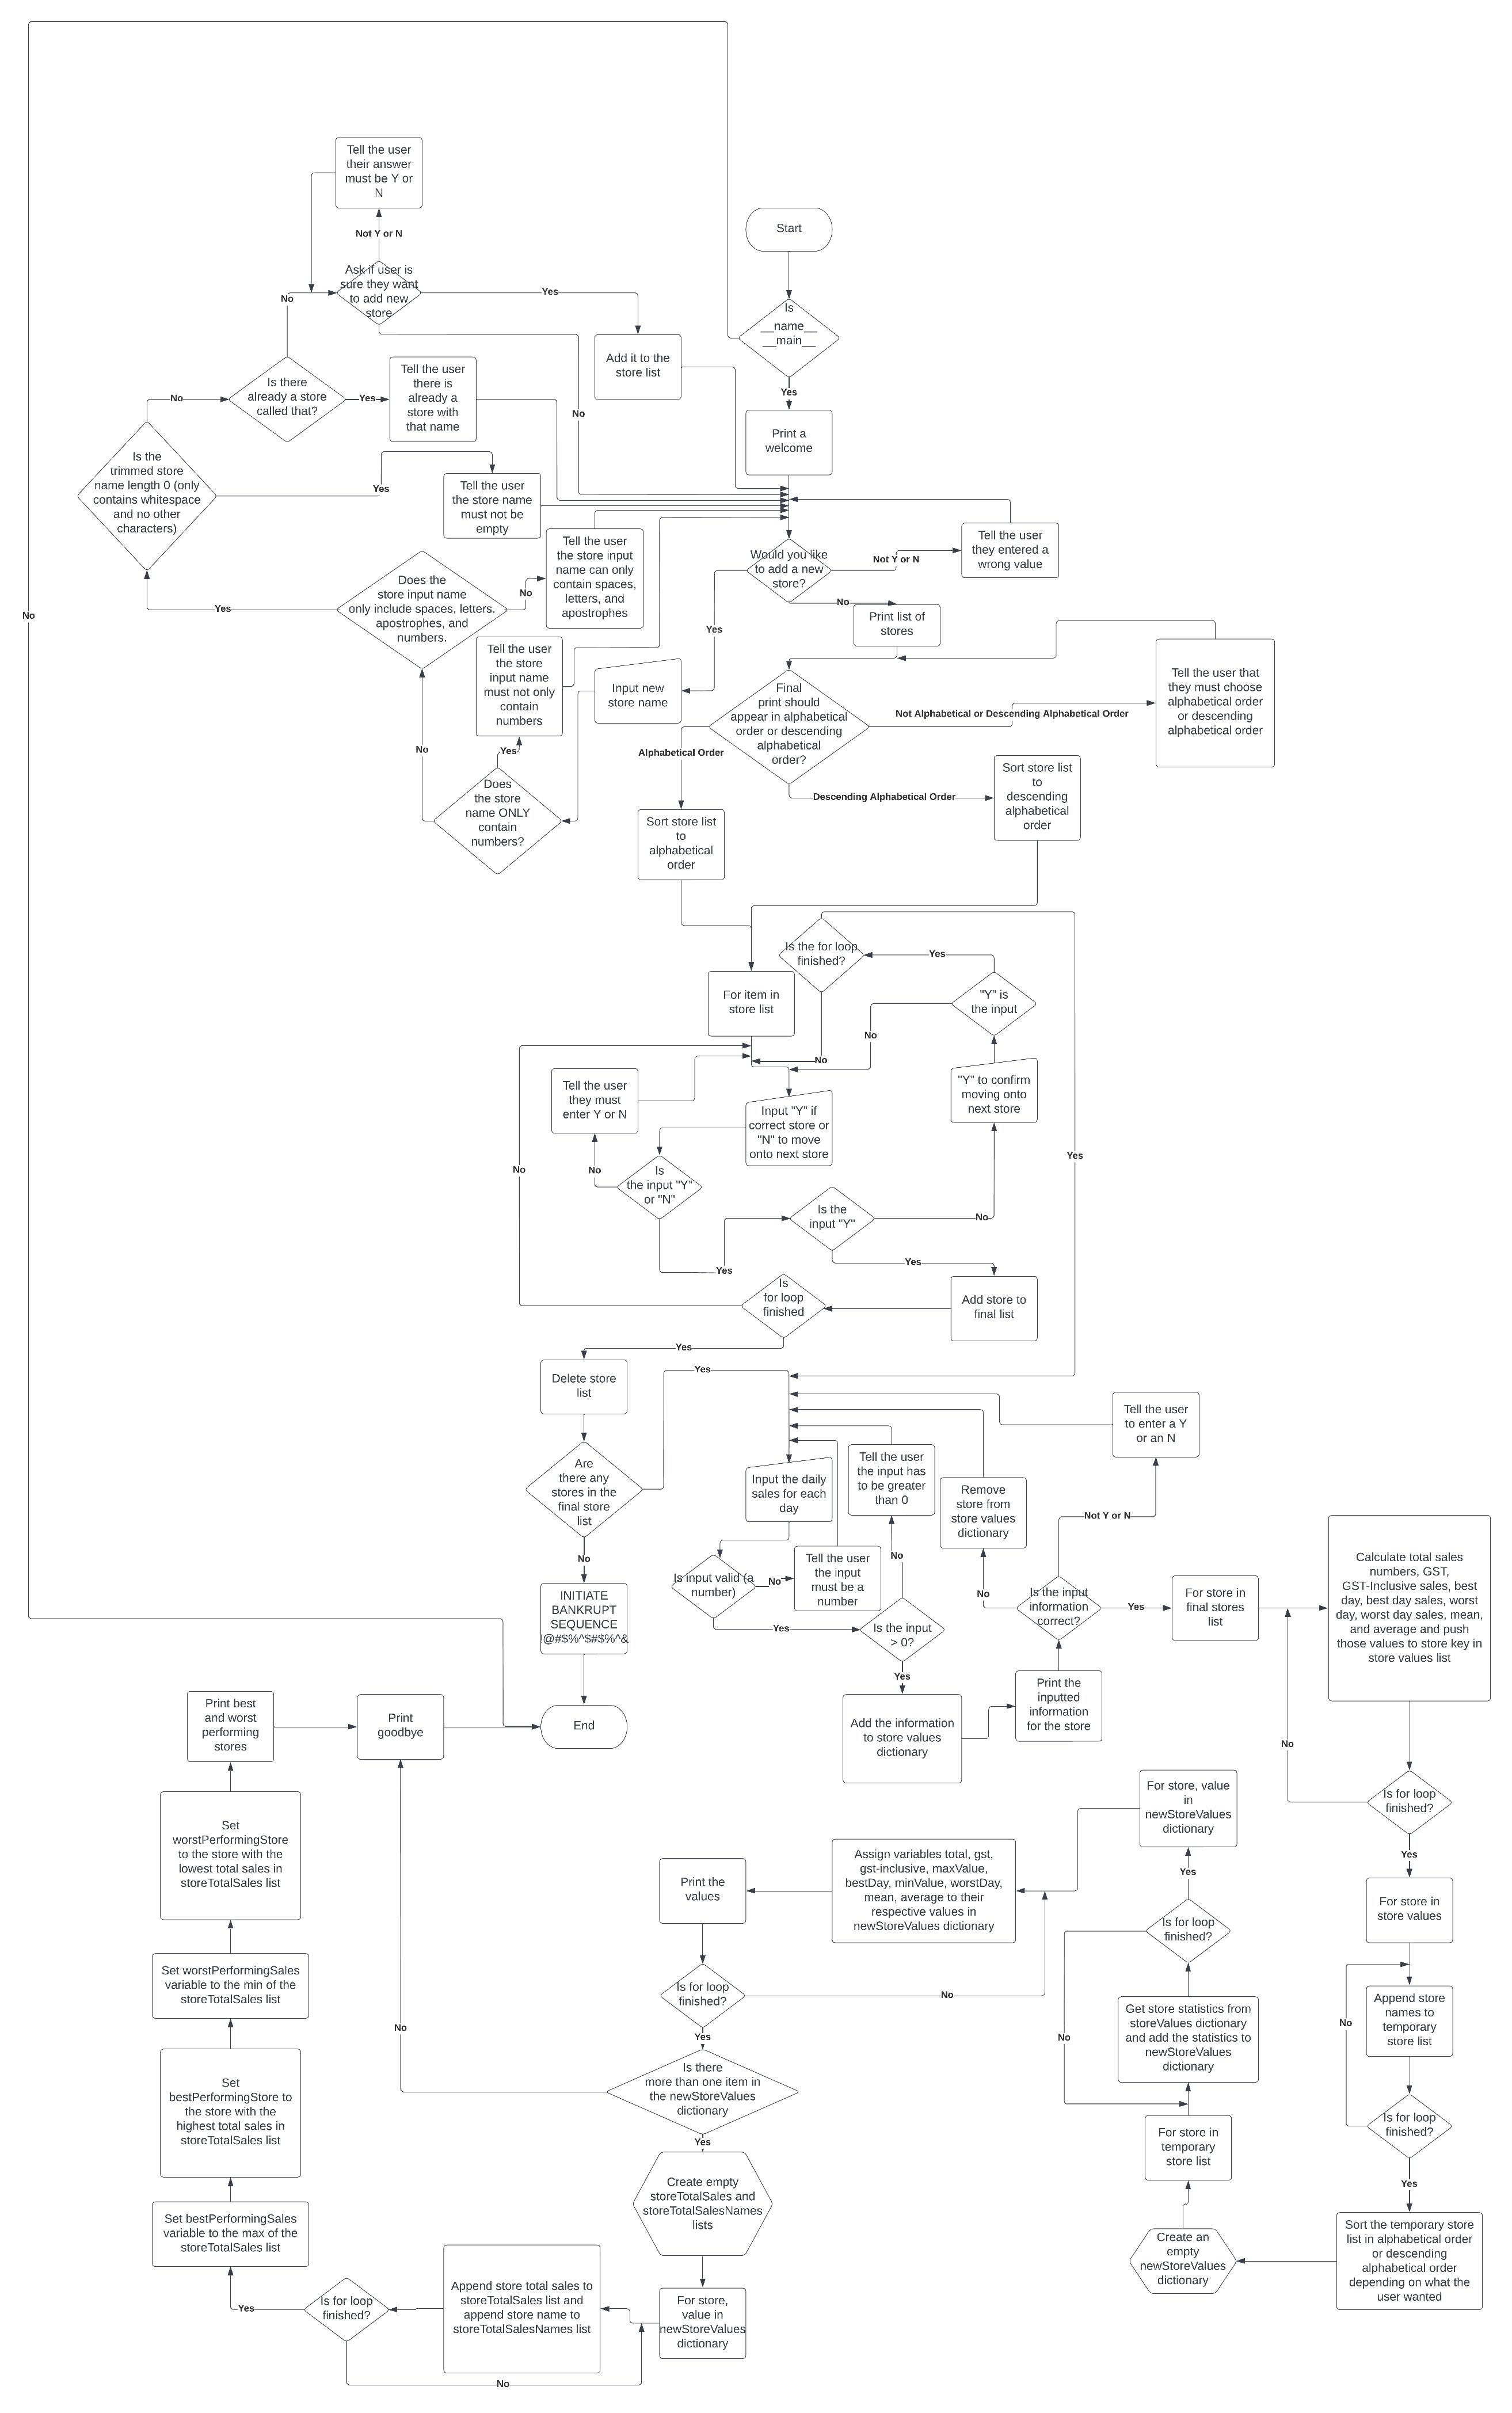 Tell the user
their answer
must be Y or
N
Not Y or N
Ask if user is
sure they want
to add new
store
Yes
No
Start
Is
__name__
__main__
Yes
No
Print a
welcome
Add it to the
store list
No
Is there
already a store
called that?
Yes
Tell the user
there is
already a
store with
that name
No
Is the
trimmed store
name length 0 (only
contains whitespace
and no other
characters)
Yes
Tell the user
the store name
must not be
empty
Does the
store input name
only include spaces, letters.
apostrophes, and
numbers.
Yes
No
Tell the user
the store input
name can only
contain spaces,
letters, and
apostrophes
Would you like
to add a new
store?
Not Y or N
Tell the user
they entered a
wrong value
No
Print list of
stores
Yes
Input new
store name
Tell the user
the store
input name
must not only
contain
numbers
Yes
No
Does
the store
name ONLY
contain
numbers?
Final
print should
appear in alphabetical
order or descending
alphabetical
order?
Not Alphabetical or Descending Alphabetical Order
Tell the user that
they must choose
alphabetical order
or descending
alphabetical order
Alphabetical Order
Descending Alphabetical Order
Sort store list
to
descending
alphabetical
order
Sort store list
to
alphabetical
order
Is the for loop
finished?
Yes
For item in
store list
"Y" is
the input
No
No
"Y" to confirm
moving onto
next store
Tell the user
they must
enter Y or N
Input "Y" if
correct store or
"N" to move
onto next store
Yes
No
No
Is
the input "Y"
or "N"
Is the
input "Y"
No
Yes
Yes
Is
for loop
finished
Add store to
final list
Yes
Delete store
list
Yes
Are
there any
stores in the
final store
list
No
INITIATE
BANKRUPT
SEQUENCE
!@#$%^$#$%^&
End
Input the daily
sales for each
day
Tell the user
the input has
to be greater
than 0
Tell the user
to enter a Y
or an N
Remove
store from
store values
dictionary
Not Y or N
Is input valid (a
number)
No
Tell the user
the input
must be a
number
No
Yes
Is the input
> 0?
Yes
No
Is the input
information
correct?
Yes
For store in
final stores
list
Calculate total sales
numbers, GST,
GST-Inclusive sales, best
day, best day sales, worst
day, worst day sales, mean,
and average and push
those values to store key in
store values list
Add the information
to store values
dictionary
Print the
inputted
information
for the store
No
Is for loop
finished?
Yes
For store in
store values
Append store
names to
temporary
store list
No
Is for loop
finished?
Yes
Sort the temporary store
list in alphabetical order
or descending
alphabetical order
depending on what the
user wanted
Create an
empty
newStoreValues
dictionary
For store in
temporary
store list
Get store statistics from
storeValues dictionary
and add the statistics to
newStoreValues
dictionary
No
Is for loop
finished?
Yes
For store, value
in
newStoreValues
dictionary
Assign variables total, gst,
gst-inclusive, maxValue,
bestDay, minValue, worstDay,
mean, average to their
respective values in
newStoreValues dictionary
Print the
values
Is for loop
finished?
No
Yes
Is there
more than one item in
the newStoreValues
dictionary
No
Yes
Create empty
storeTotalSales and
storeTotalSalesNames
lists
For store,
value in
newStoreValues
dictionary
Append store total sales to
storeTotalSales list and
append store name to
storeTotalSalesNames list
Is for loop
finished?
No
Yes
Set bestPerformingSales
variable to the max of the
storeTotalSales list
Set
bestPerformingStore to
the store with the
highest total sales in
storeTotalSales list
Set worstPerformingSales
variable to the min of the
storeTotalSales list
Set
worstPerformingStore
to the store with the
lowest total sales in
storeTotalSales list
Print best
and worst
performing
stores
Print
goodbye